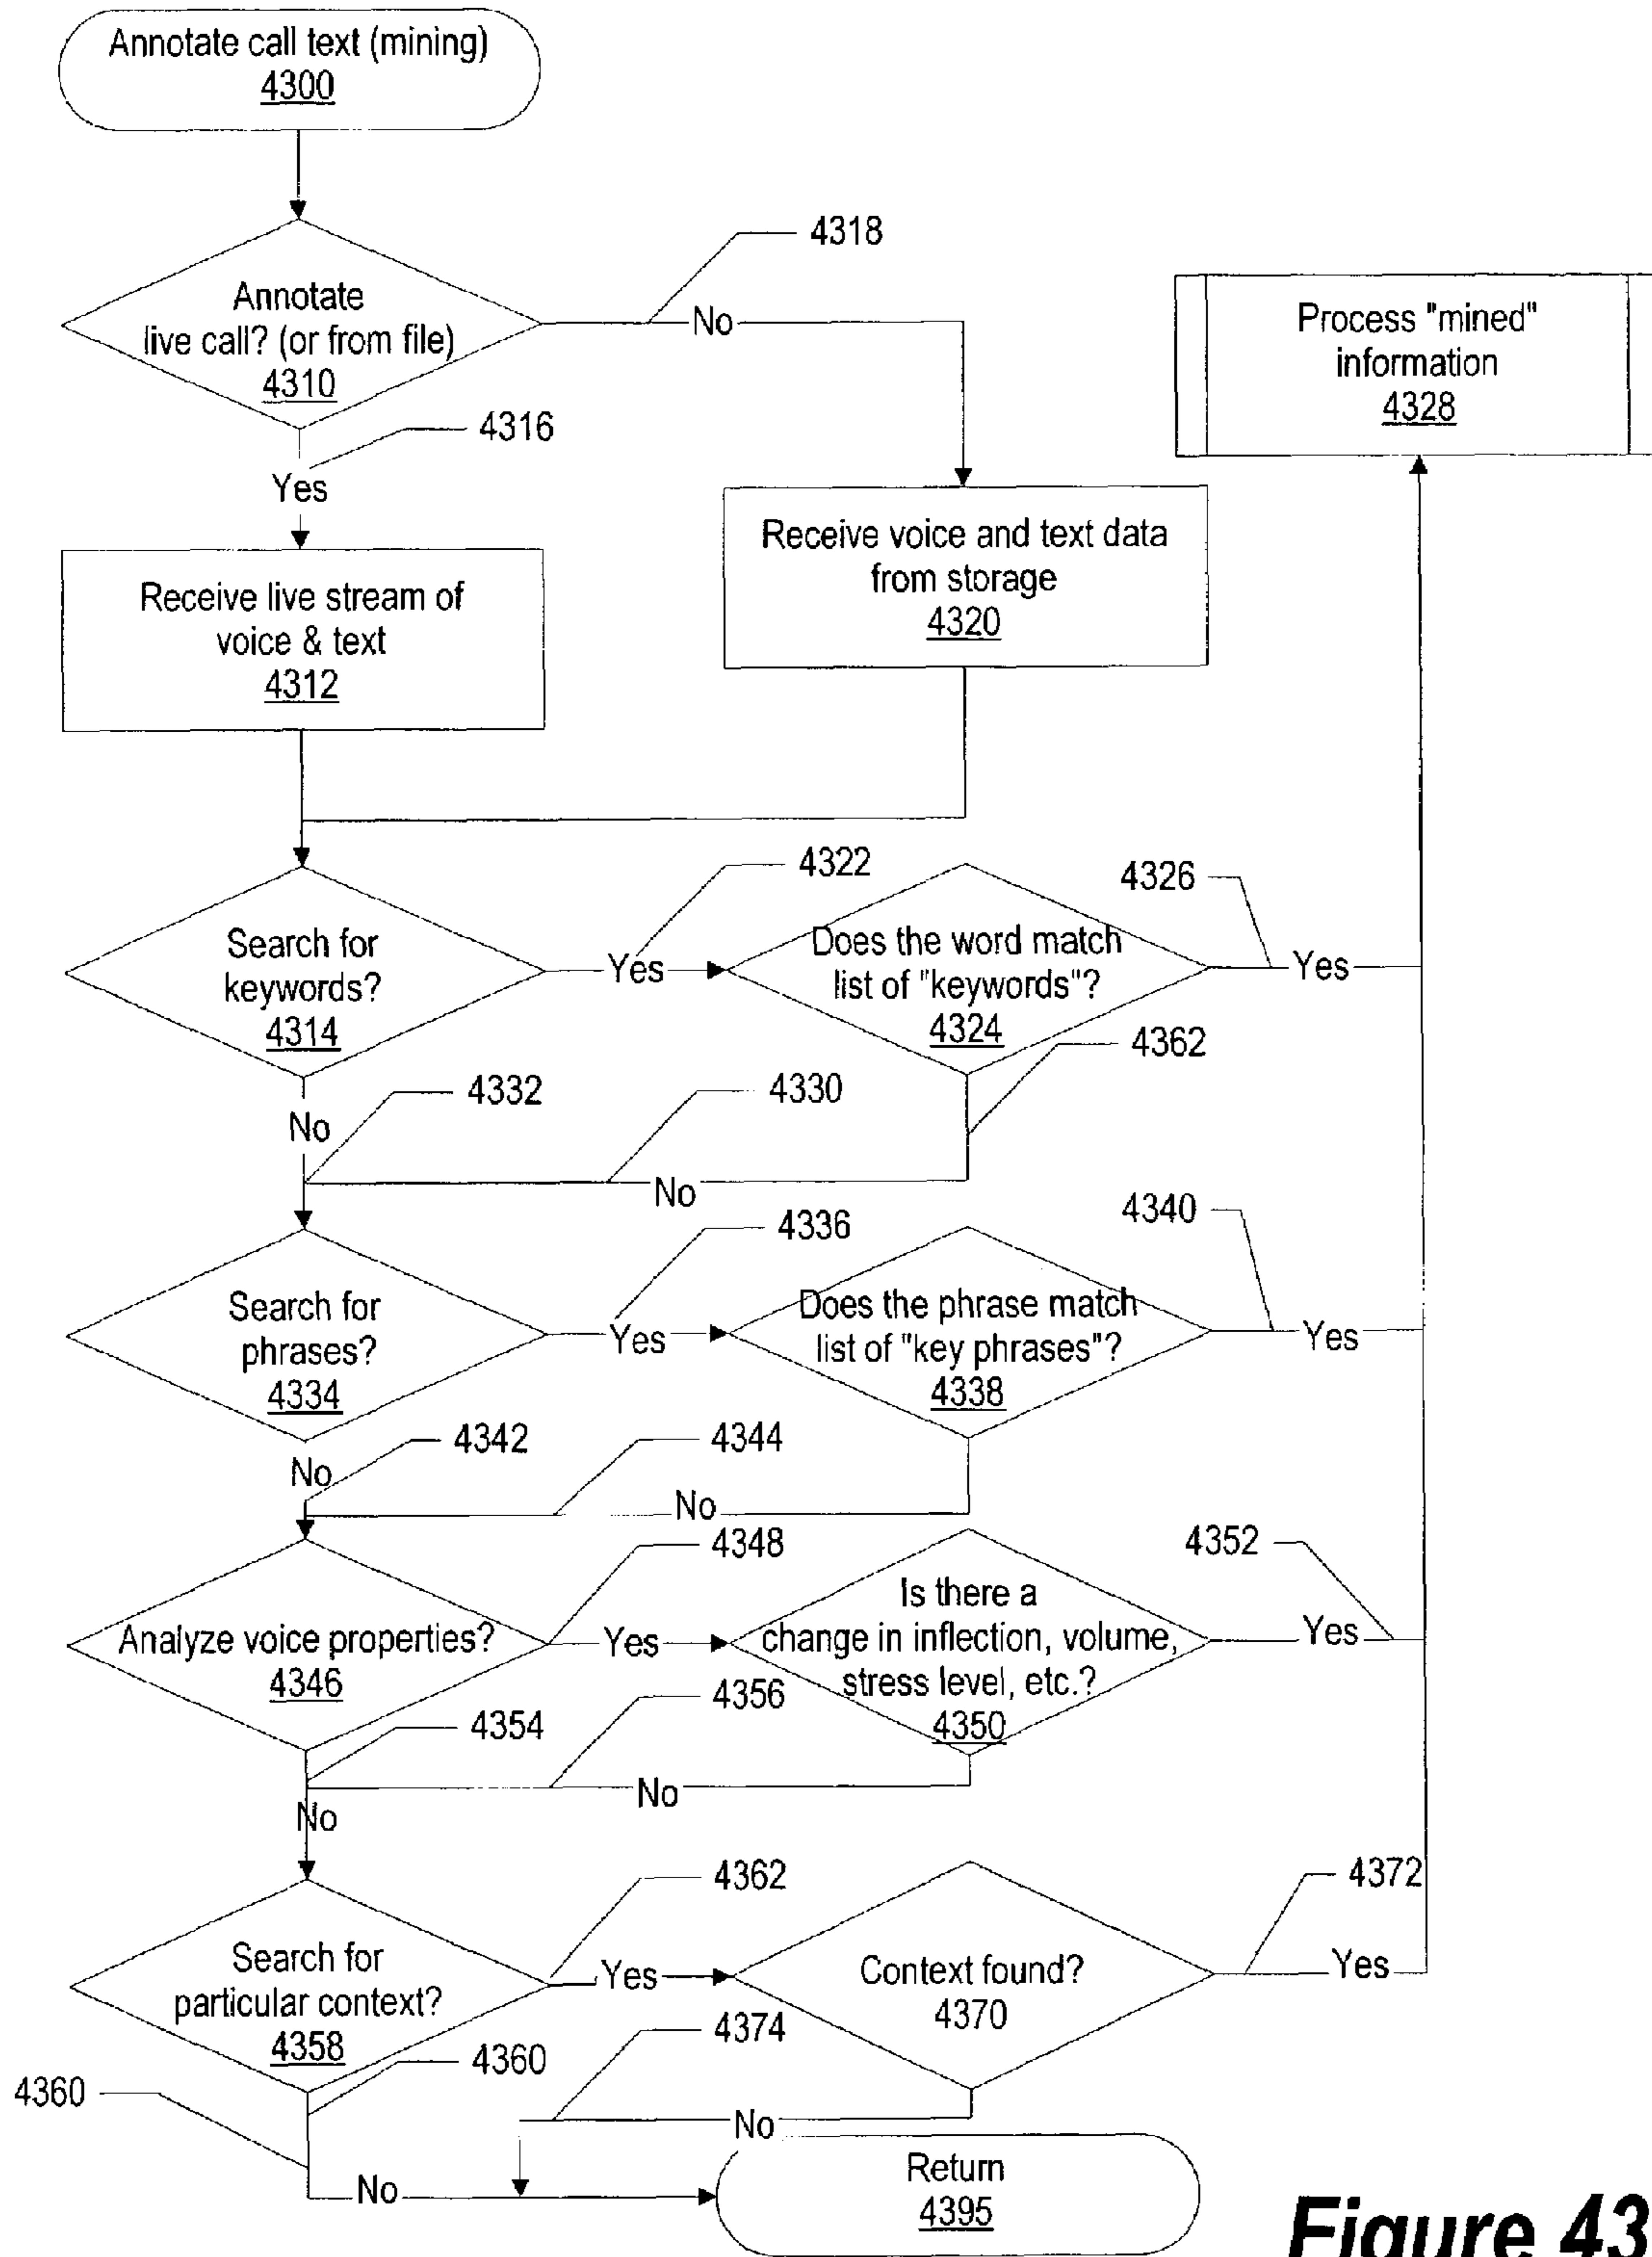 Annotate call text (mining)
4300
4318
Annotate
live call? (or from file)
4310
No
Process "mined"
information
4328
4316
Yes
Receive voice and text data
from storage
4320
Receive live stream of
voice & text
4312
4322
4326
Search for
keywords?
4314
Yes
Does the word match
list of "keywords"?
4324
Yes
4362
4332
4330
No
No
4336
4340
Search for
phrases?
4334
Yes
Does the phrase match
list of "key phrases"?
4338
Yes
4342
4344
No
No
4348
4352
Analyze voice properties?
4346
Yes
Is there a
change in inflection, volume,
stress level, etc.?
4350
Yes
4356
4354
No
No
4362
4372
Search for
particular context?
4358
Yes
Context found?
4370
Yes
4374
4360
4360
No
No
Return
4395
Figure 43